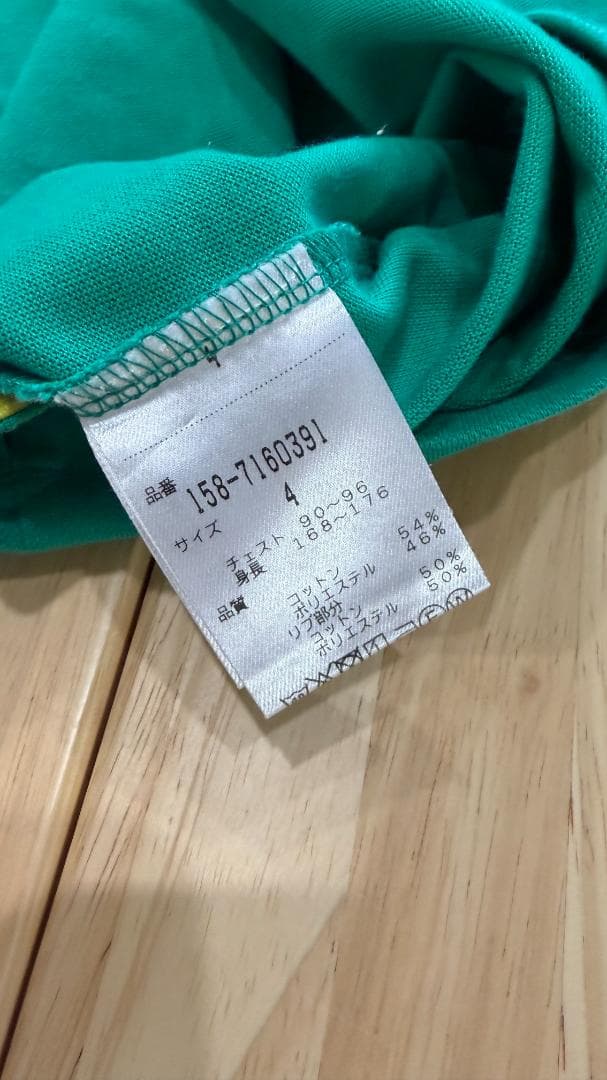 4
品番 158-7160391
サイズ 4
チェスト 90～96
身長 168～176
品質 コットン 54%
ポリエステル 46%
リブ部分
コットン 50%
ポリエステル 50%